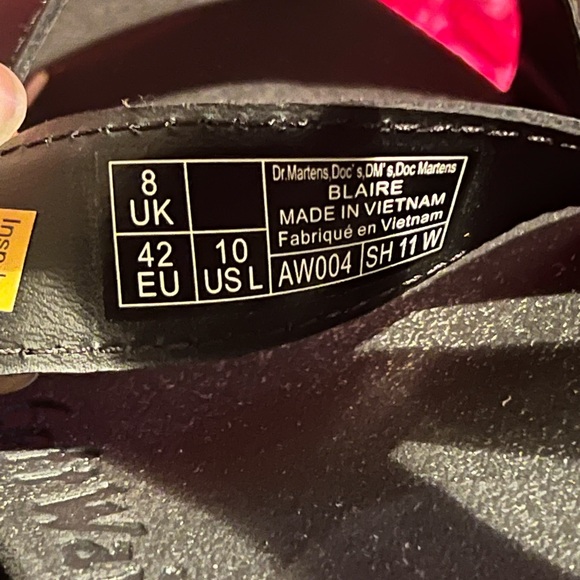 8
UK
42
EU
10
US L
Dr.Martens,Doc's,DM's,Doc Martens
BLAIRE
MADE IN VIETNAM
Fabriqué en Vietnam
AW004
SH 11 W